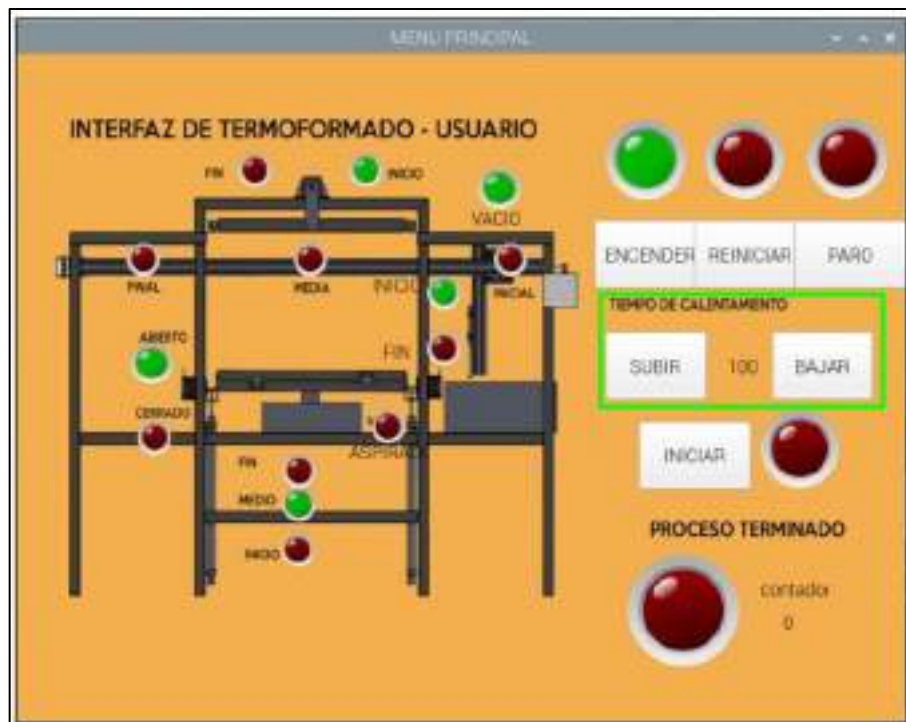 MENU PRINCIPAL
INTERFAZ DE TERMOFORMADO - USUARIO
FIN
INICIO
VACIO
ENCENDER
REINICIAR
PARO
FINAL
MEDIA
INICIO
INICIAL
TIEMPO DE CALENTAMIENTO
ABIERTO
FIN
SUBIR
100
BAJAR
CERRADO
INICIAR
FIN
MEDIO
INICIO
PROCESO TERMINADO
contador
0